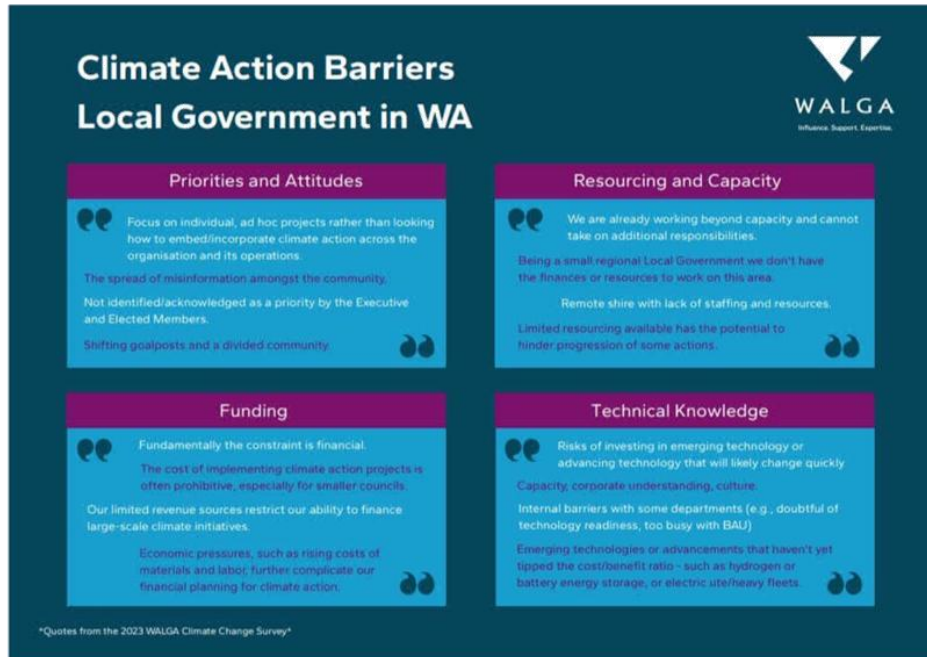 Climate Action Barriers
Local Government in WA
WALGA
Influence. Support. Expertise.
Priorities and Attitudes
Focus on individual, ad hoc projects rather than looking
how to embed/incorporate climate action across the
organisation and its operations.
The spread of misinformation amongst the community.
Not identified/acknowledged as a priority by the Executive
and Elected Members.
Shifting goalposts and a divided community.
Resourcing and Capacity
We are already working beyond capacity and cannot
take on additional responsibilities.
Being a small regional Local Government we don't have
the finances or resources to work on this area.
Remote shire with lack of staffing and resources.
Limited resourcing available has the potential to
hinder progression of some actions.
Funding
Fundamentally the constraint is financial.
The cost of implementing climate action projects is
often prohibitive, especially for smaller councils.
Our limited revenue sources restrict our ability to finance
large-scale climate initiatives.
Economic pressures, such as rising costs of
materials and labor, further complicate our
financial planning for climate action.
Technical Knowledge
Risks of investing in emerging technology or
advancing technology that will likely change quickly
Capacity, corporate understanding, culture.
Internal barriers with some departments (e.g., doubtful of
technology readiness, too busy with BAU)
Emerging technologies or advancements that haven't yet
tipped the cost/benefit ratio - such as hydrogen or
battery energy storage, or electric ute/heavy fleets.
*Quotes from the 2023 WALGA Climate Change Survey*